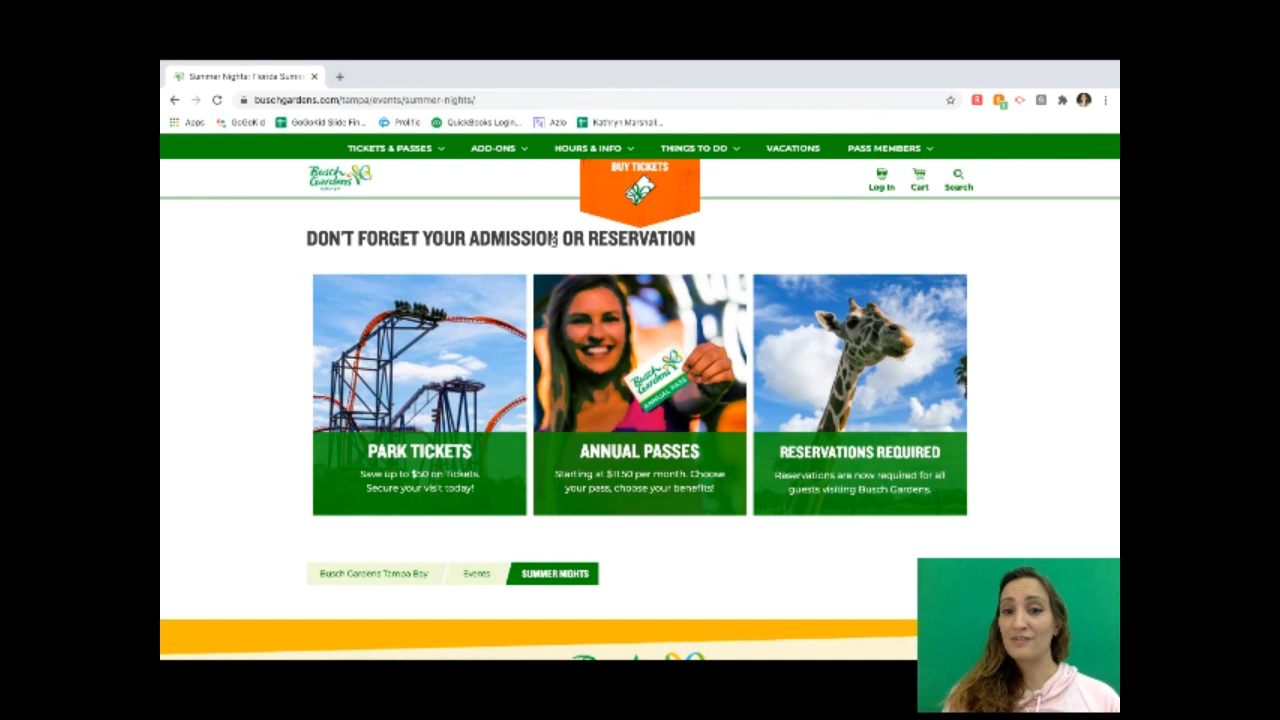 Summer Nights: Florida Summ
buschgardens.com/tampa/events/summer-nights/
Apps GoGoKid GoGoKid Slide Fin... Prolific QuickBooks Login... Azlo Kathryn Marshall...
TICKETS & PASSES ADD-ONS HOURS & INFO THINGS TO DO VACATIONS PASS MEMBERS
Busch Gardens
BUY TICKETS
Log In Cart Search
DON'T FORGET YOUR ADMISSION OR RESERVATION
Busch Gardens
ANNUAL PASS
PARK TICKETS
Save up to $50 on Tickets.
Secure your visit today!
ANNUAL PASSES
Starting at $11.50 per month. Choose
your pass, choose your benefits!
RESERVATIONS REQUIRED
Reservations are now required for all
guests visiting Busch Gardens.
Busch Gardens Tampa Bay Events SUMMER NIGHTS